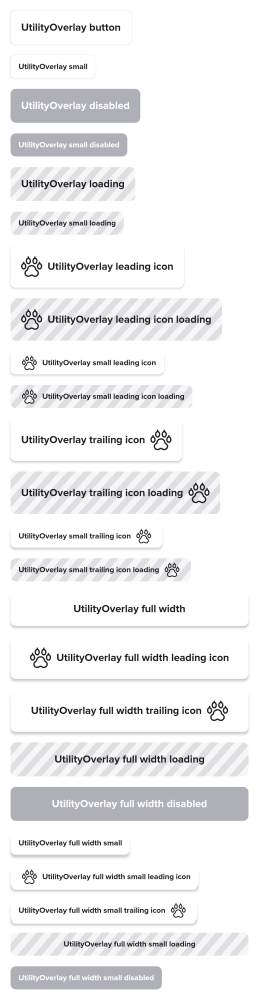 UtilityOverlay button
UtilityOverlay small
UtilityOverlay disabled
UtilityOverlay small disabled
UtilityOverlay loading
UtilityOverlay small loading
UtilityOverlay leading icon
UtilityOverlay leading icon loading
UtilityOverlay small leading icon
UtilityOverlay small leading icon loading
UtilityOverlay trailing icon
UtilityOverlay trailing icon loading
UtilityOverlay small trailing icon
UtilityOverlay small trailing icon loading
UtilityOverlay full width
UtilityOverlay full width leading icon
UtilityOverlay full width trailing icon
UtilityOverlay full width loading
UtilityOverlay full width disabled
UtilityOverlay full width small
UtilityOverlay full width small leading icon
UtilityOverlay full width small trailing icon
UtilityOverlay full width small loading
UtilityOverlay full width small disabled